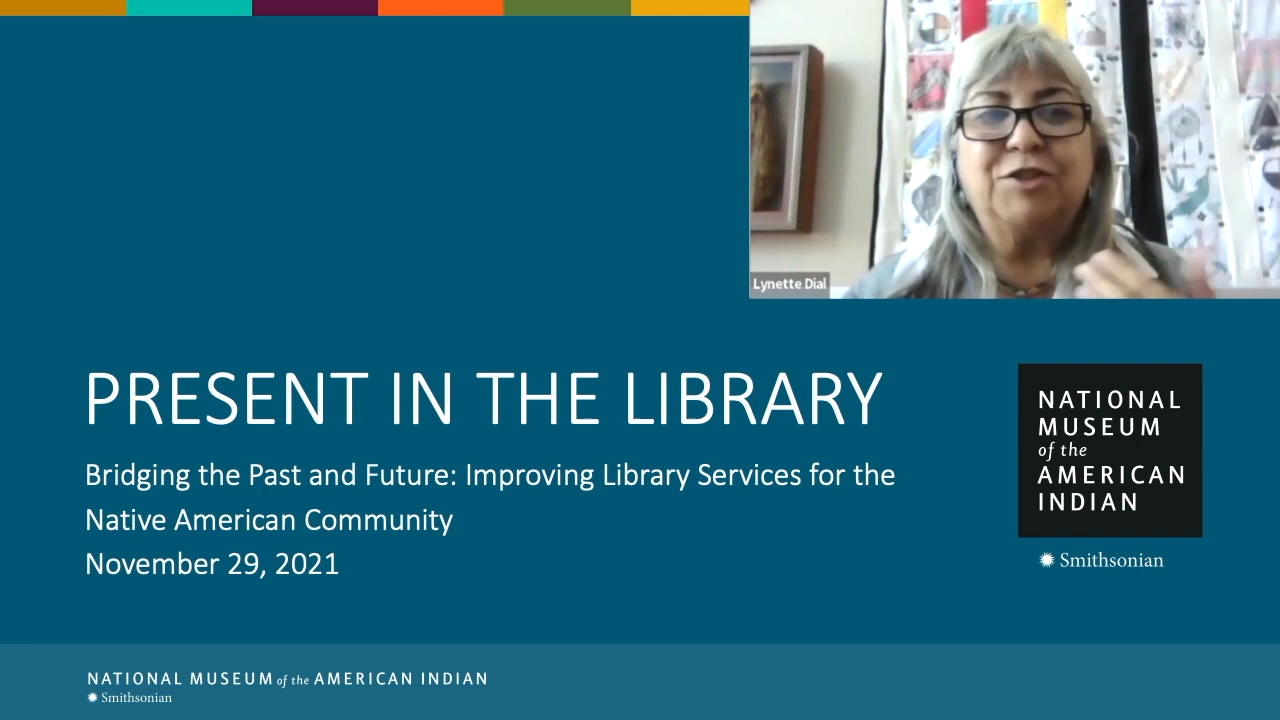 Lynette Dial
PRESENT IN THE LIBRARY
Bridging the Past and Future: Improving Library Services for the
Native American Community
November 29, 2021
NATIONAL
MUSEUM
of the
AMERICAN
INDIAN
Smithsonian
NATIONAL MUSEUM of the AMERICAN INDIAN
Smithsonian